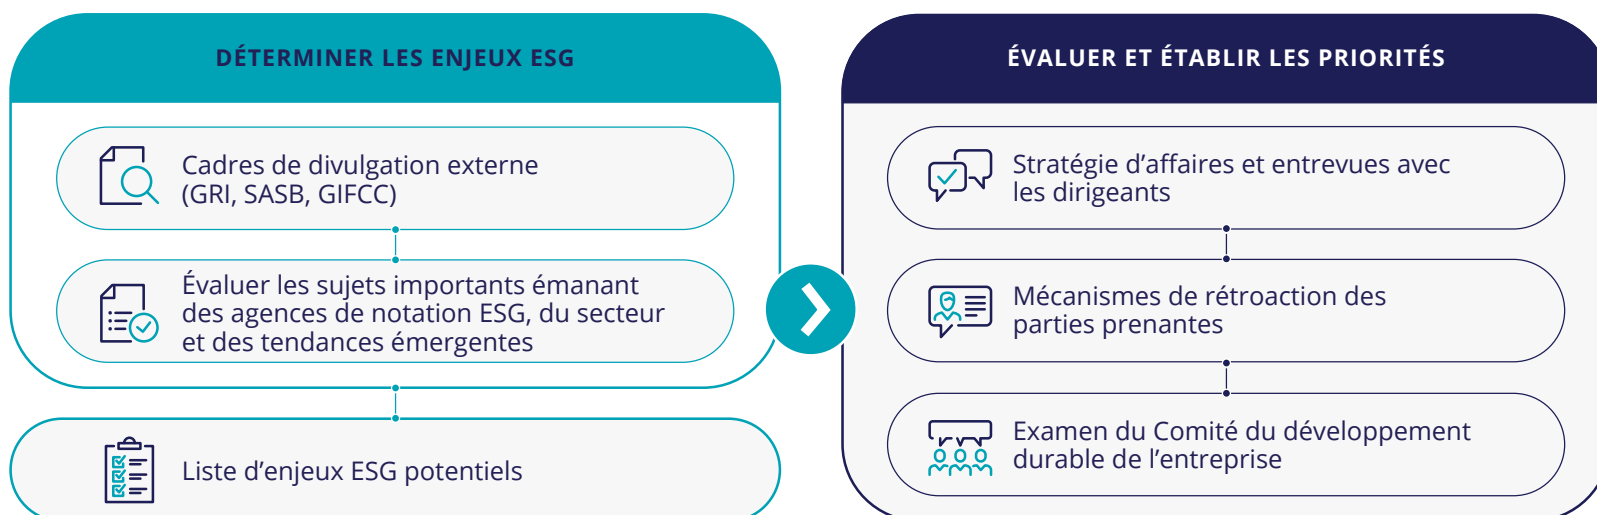 DÉTERMINER LES ENJEUX ESG
Cadres de divulgation externe
(GRI, SASB, GIFCC)
Évaluer les sujets importants émanant
des agences de notation ESG, du secteur
et des tendances émergentes
Liste d’enjeux ESG potentiels
ÉVALUER ET ÉTABLIR LES PRIORITÉS
Stratégie d’affaires et entrevues avec
les dirigeants
Mécanismes de rétroaction des
parties prenantes
Examen du Comité du développement
durable de l’entreprise